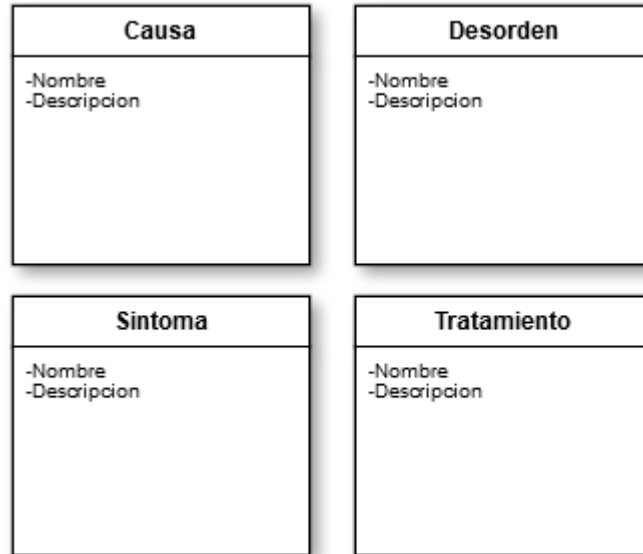 Causa
-Nombre
-Descripcion
Desorden
-Nombre
-Descripcion
Sintoma
-Nombre
-Descripcion
Tratamiento
-Nombre
-Descripcion